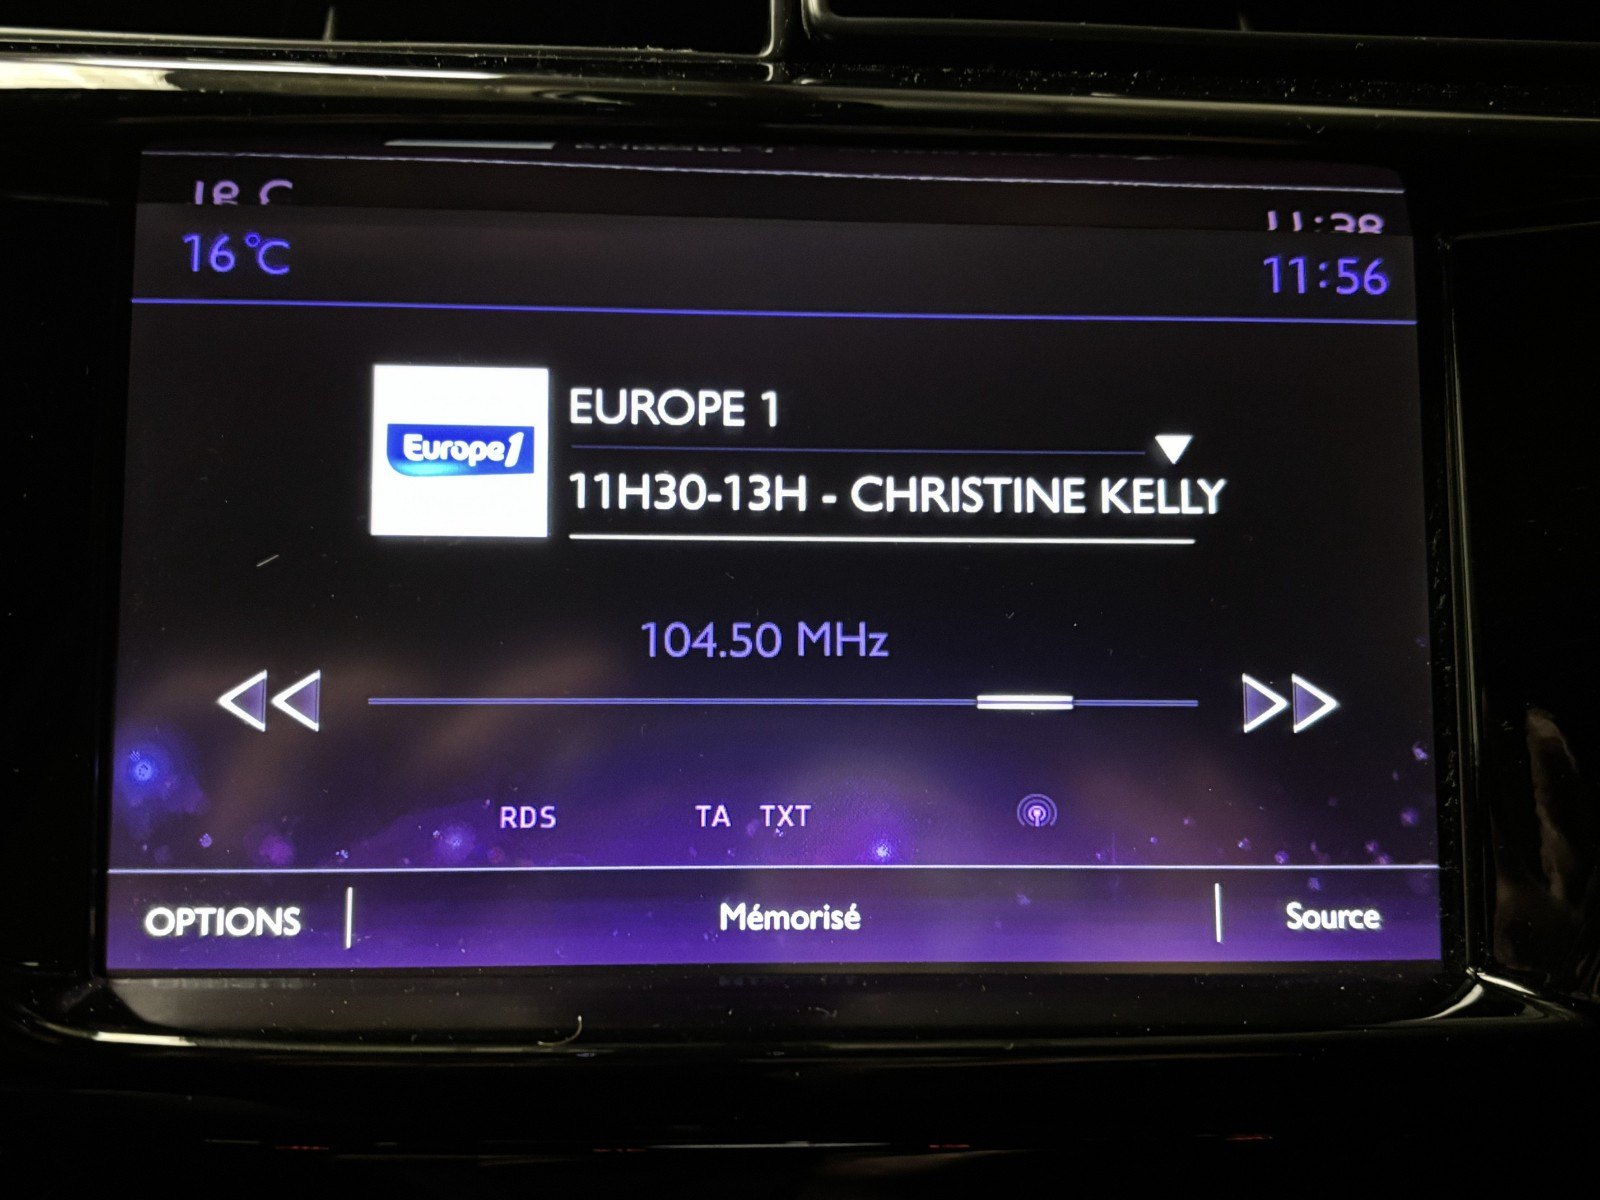 16°C
11:56
Europe1
EUROPE 1
11H30-13H - CHRISTINE KELLY
104.50 MHz
RDS TA TXT
OPTIONS Mémorisé Source